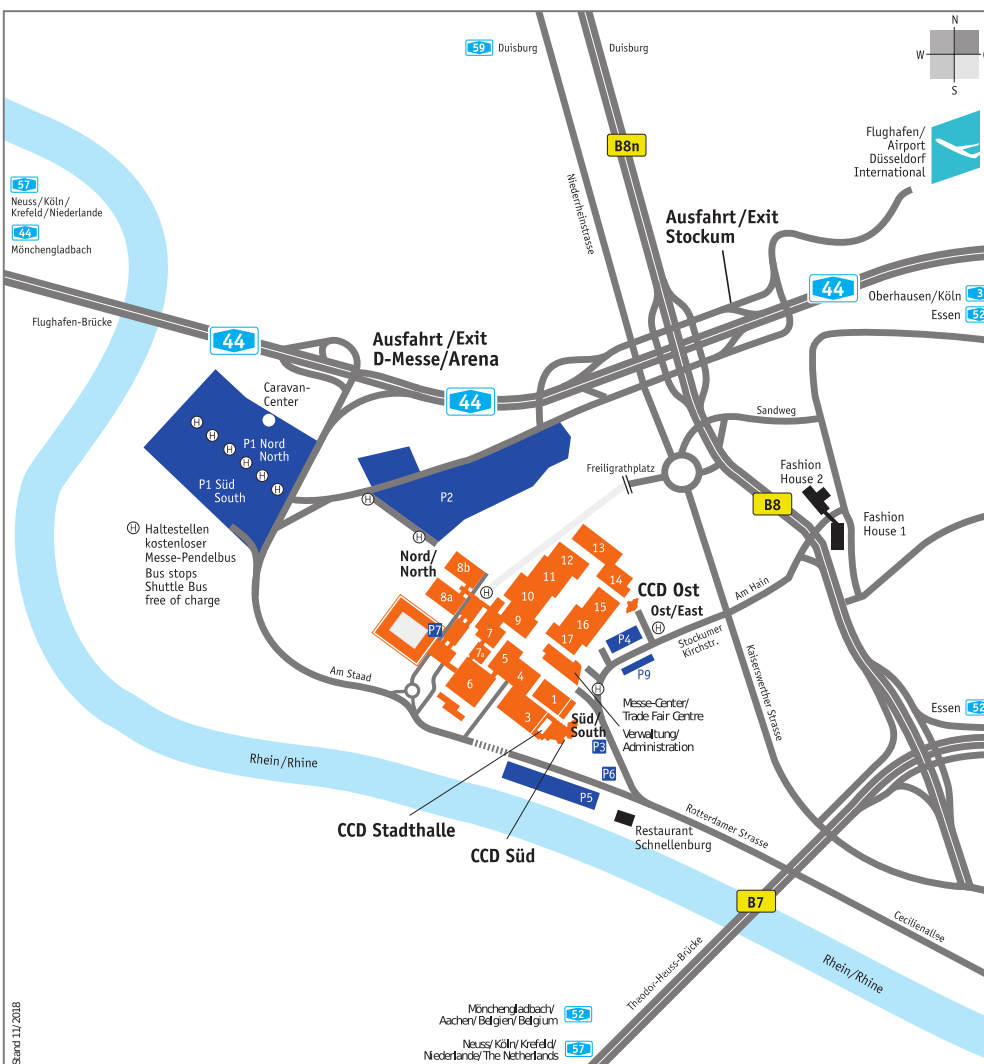 N
W
S
59 Duisburg
Duisburg
B8n
Flughafen/
Airport
Düsseldorf
International
57
Neuss/Köln/
Krefeld/Niederlande
44
Mönchengladbach
Niederrheinstrasse
Ausfahrt/Exit
Stockum
44
Oberhausen/Köln 3
Essen 52
Flughafen-Brücke
44
Ausfahrt/Exit
D-Messe/Arena
44
Caravan-
Center
Sandweg
P1 Nord
North
P1 Süd
South
P2
Freiligrathplatz
Fashion
House 2
B8
Fashion
House 1
H Haltestellen
kostenloser
Messe-Pendelbus
Bus stops
Shuttle Bus
free of charge
H
H
H
H
H
H
H
H
Nord/
North
8b
8a
H
13
12
11
14
10
15
9
16
17
7
7a
5
4
6
1
3
P7
CCD Ost
Ost/East
H
Am Hain
P4
Stockumer
Kirchstr.
P9
H
Kaiserswerther Strasse
Am Staad
Messe-Center/
Trade Fair Centre
Verwaltung/
Administration
Süd/
South
P3
P6
P5
Essen 52
Rhein/Rhine
CCD Stadthalle
CCD Süd
Restaurant
Schnellenburg
Rotterdamer Strasse
B7
Cecilienallee
Theodor-Heuss-Brücke
Rhein/Rhine
Mönchengladbach/
Aachen/Belgien/Belgium 52
Neuss/Köln/Krefeld/
Niederlande/The Netherlands 57
Stand 11/2018